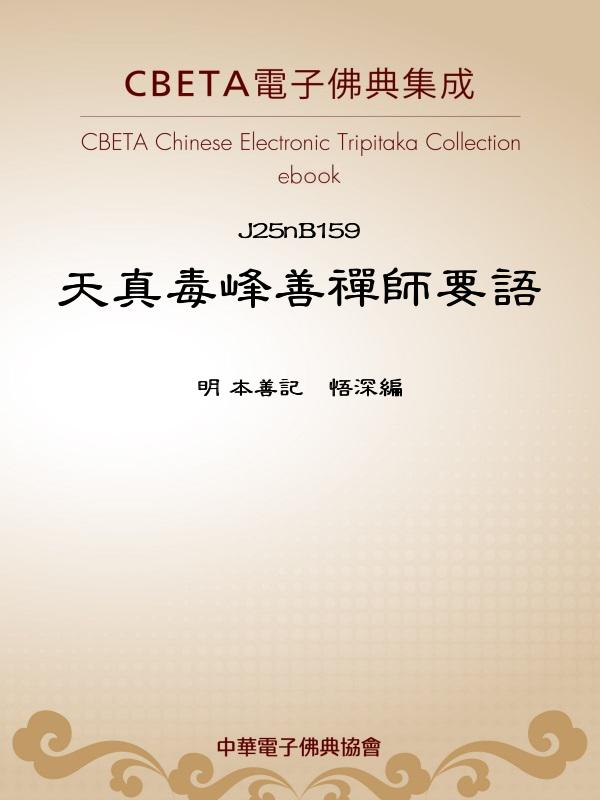 CBETA電子佛典集成
CBETA Chinese Electronic Tripitaka Collection
ebook
J25nB159
天真毒峰善禪師要語
明 本善記 悟深編
中華電子佛典協會